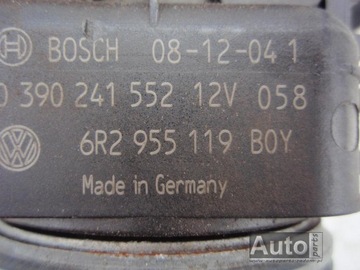 BOSCH 08-12-04 1
0 390 241 552 12V 058
6R2 955 119 BOY
Made in Germany
Auto
parts